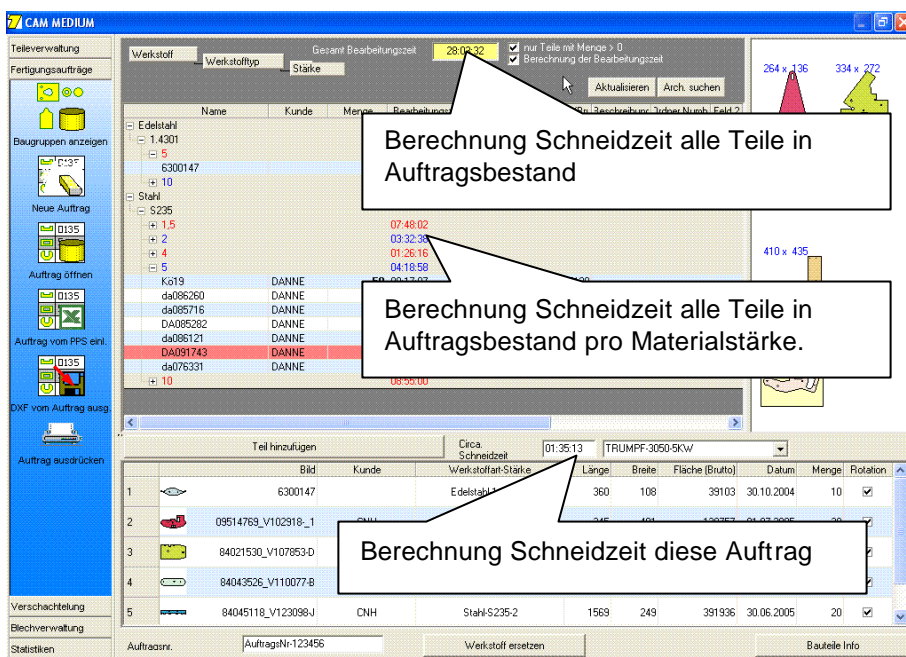 CAM MEDIUM
Teileverwaltung
Fertigungsaufträge
Baugruppen anzeigen
Neue Auftrag
0135
Auftrag öffnen
0135
Auftrag vom PPS einl.
0135
DXF vom Auftrag ausg.
Auftrag ausdrücken
Verschachtelung
Blechverwaltung
Statistiken
Werkstoff
Werkstofftyp
Stärke
Gesamt Bearbeitungszeit
nur Teile mit Menge > 0
Berechnung der Bearbeitungszeit
Aktualisieren Arch. suchen
Name Kunde Menge
Edelstahl
1.4301
5
6300147
10
Stahl
S235
1,5 07:48:02
2 03:32:38
4 01:26:16
5 04:18:58
Kö19 DANNE
da086260 DANNE
da085716 DANNE
DA085282 DANNE
da086121 DANNE
DA091743 DANNE
da076331 DANNE
10 08:55:00
264 x 136 334 x 272
410 x 435
Berechnung Schneidzeit alle Teile in
Auftragsbestand
Berechnung Schneidzeit alle Teile in
Auftragsbestand pro Materialstärke.
Teil hinzufügen
Circa.
Schneidzeit
01:35:13 TRUMPF-3050-5KW
Bild Kunde Werkstoffart-Stärke Länge Breite Fläche (Brutto) Datum Menge Rotation
1 6300147 360 108 39103 30.10.2004 10
2 09514769_V102918-_1
3 84021530_V107853-D
4 84043526_V110077-B
5 84045118_V123098-J CNH Stahl-S235-2 1569 249 391936 30.06.2005 20
Berechnung Schneidzeit diese Auftrag
Auftragsnr. AuftragsNr-123456 Werkstoff ersetzen Bauteile Info